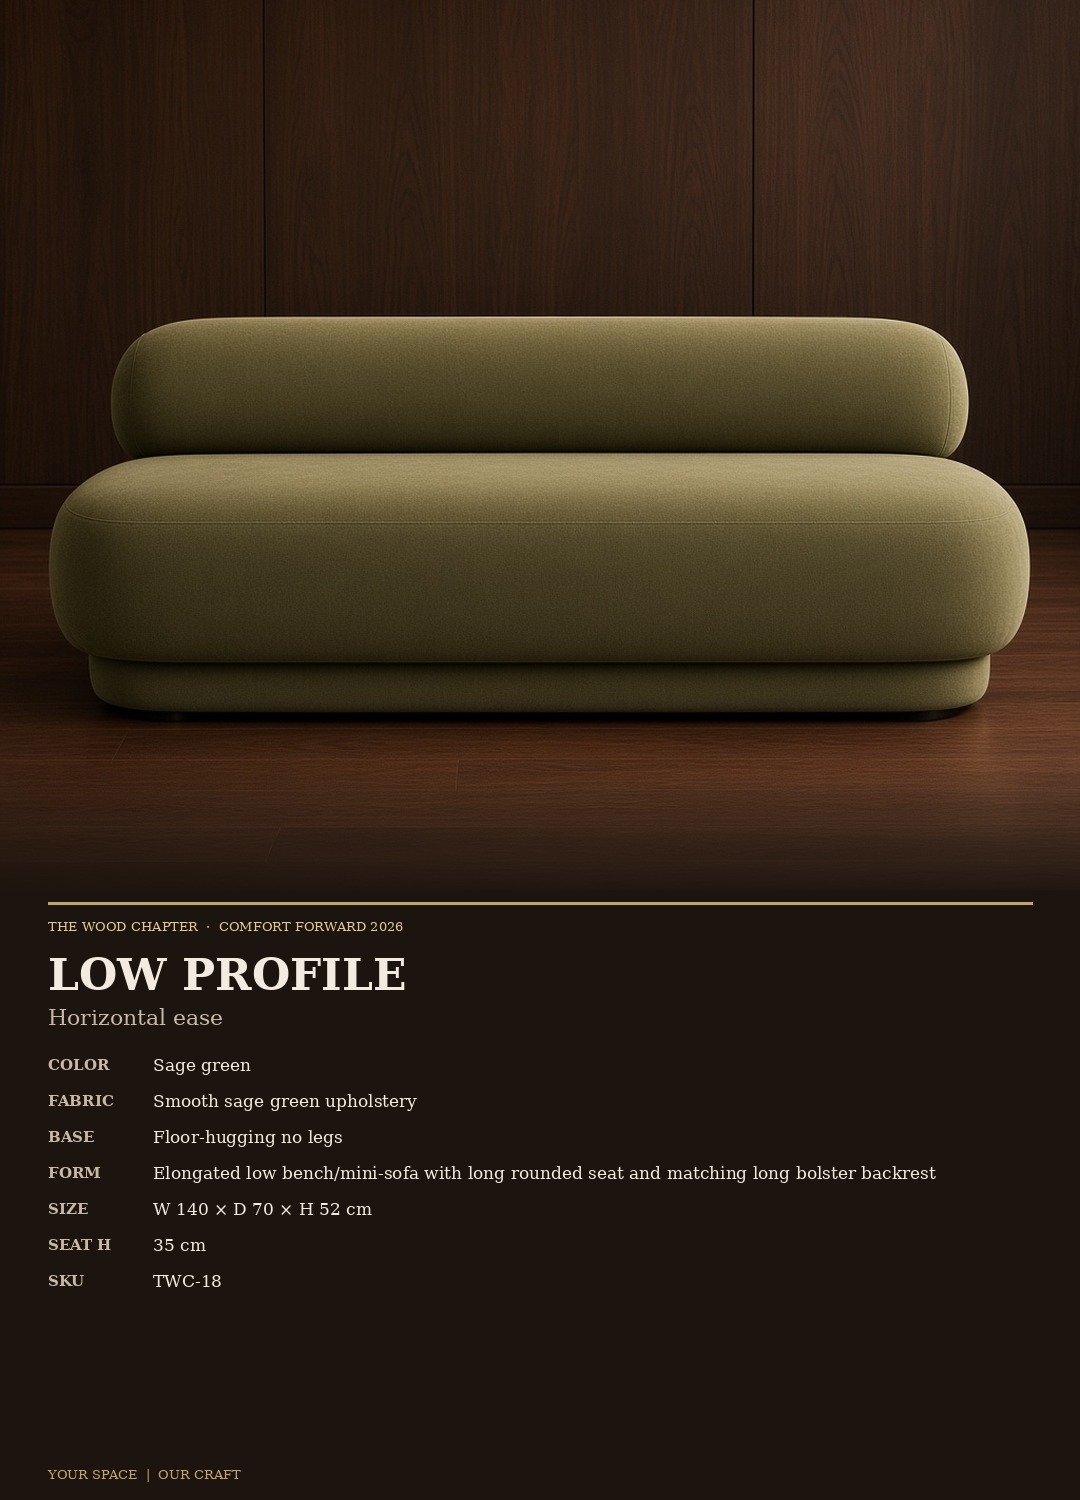 THE WOOD CHAPTER · COMFORT FORWARD 2026
LOW PROFILE
Horizontal ease
COLOR Sage green
FABRIC Smooth sage green upholstery
BASE Floor-hugging no legs
FORM Elongated low bench/mini-sofa with long rounded seat and matching long bolster backrest
SIZE W 140 × D 70 × H 52 cm
SEAT H 35 cm
SKU TWC-18
YOUR SPACE | OUR CRAFT